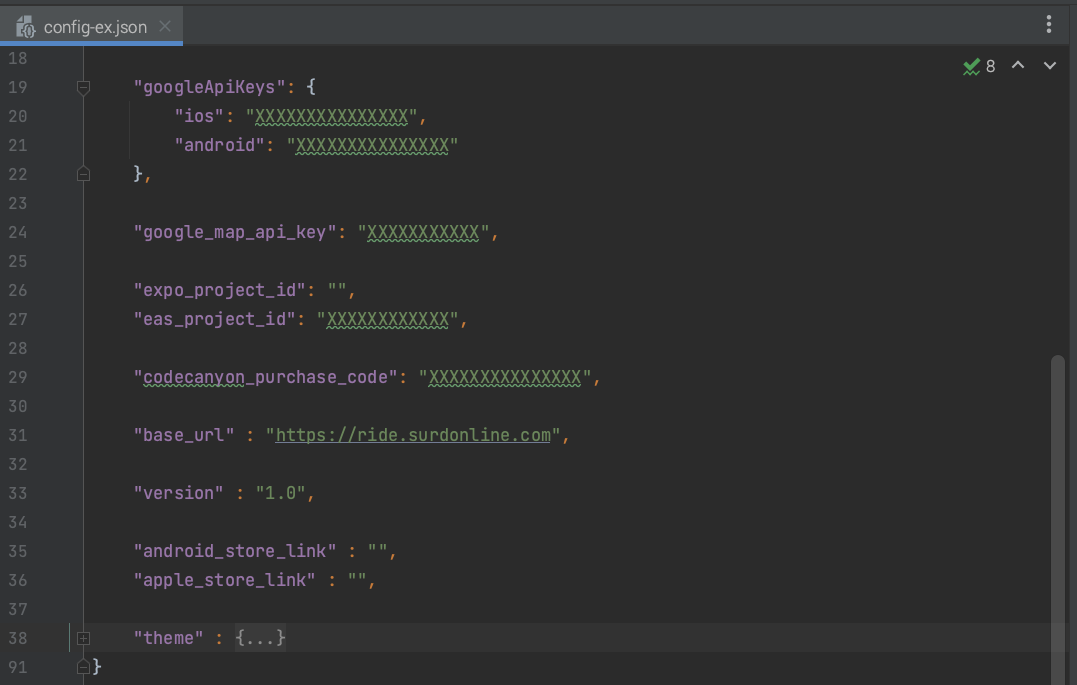 config-ex.json
8
18
19 "googleApiKeys": {
20 "ios": "XXXXXXXXXXXXXXX",
21 "android": "XXXXXXXXXXXXXXX"
22 },
23
24 "google_map_api_key": "XXXXXXXXXXX",
25
26 "expo_project_id": "",
27 "eas_project_id": "XXXXXXXXXXXX",
28
29 "codecanyon_purchase_code": "XXXXXXXXXXXXXXX",
30
31 "base_url" : "https://ride.surdonline.com",
32
33 "version" : "1.0",
34
35 "android_store_link" : "",
36 "apple_store_link" : "",
37
38 "theme" : {...}
91 }